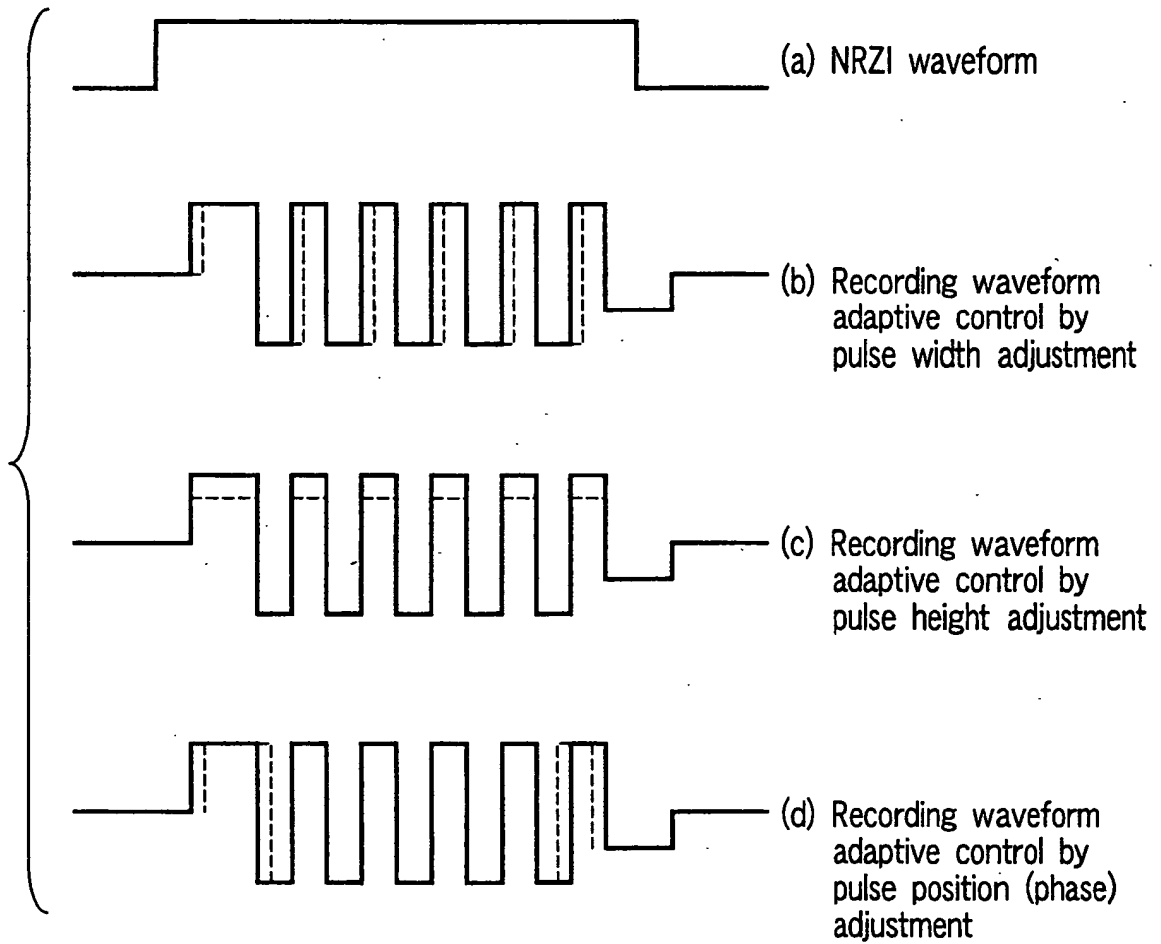 (a) NRZI waveform
(b) Recording waveform
adaptive control by
pulse width adjustment
(c) Recording waveform
adaptive control by
pulse height adjustment
(d) Recording waveform
adaptive control by
pulse position (phase)
adjustment